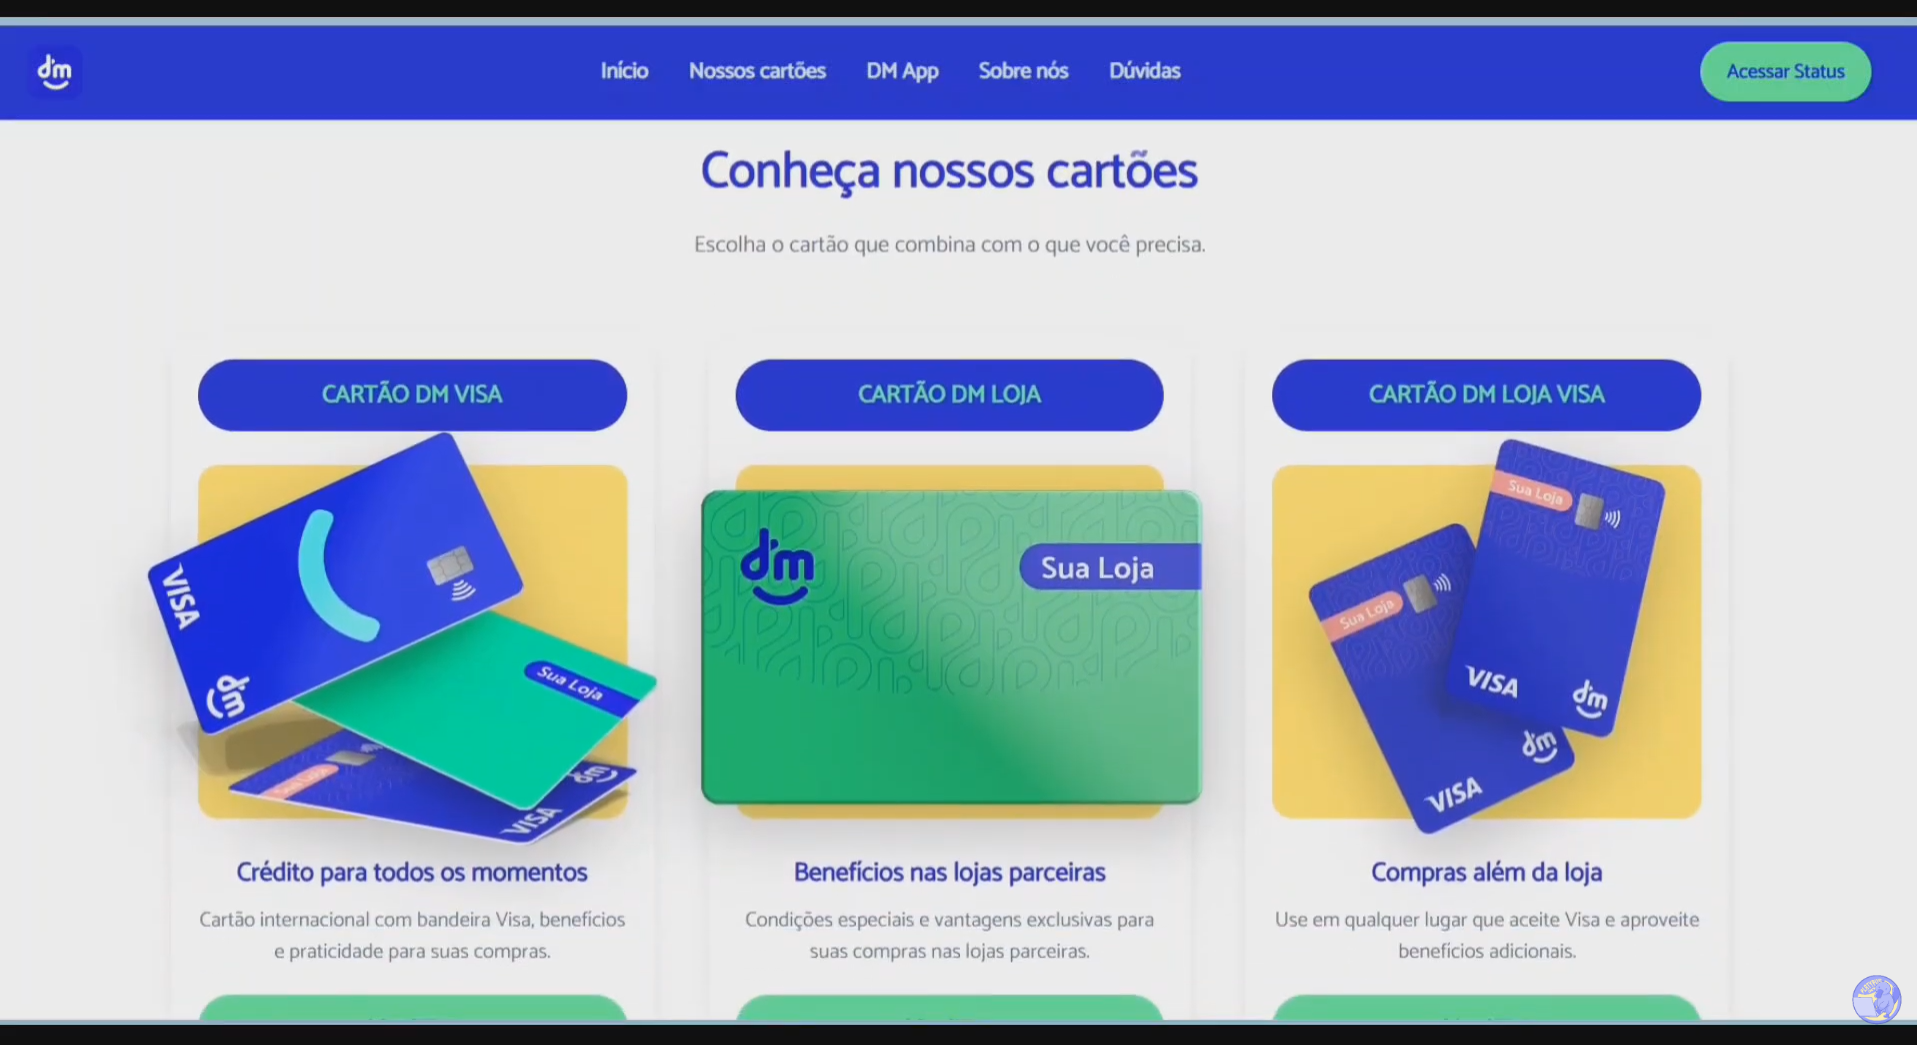 dm
Início
Nossos cartões
DM App
Sobre nós
Dúvidas
Acessar Status
Conheça nossos cartões
Escolha o cartão que combina com o que você precisa.
CARTÃO DM VISA
VISA
dm
Sua Loja
Sua Loja
VISA
dm
Crédito para todos os momentos
Cartão internacional com bandeira Visa, benefícios
e praticidade para suas compras.
CARTÃO DM LOJA
dm
Sua Loja
Benefícios nas lojas parceiras
Condições especiais e vantagens exclusivas para
suas compras nas lojas parceiras.
CARTÃO DM LOJA VISA
Sua Loja
VISA
dm
Sua Loja
VISA
dm
Compras além da loja
Use em qualquer lugar que aceite Visa e aproveite
benefícios adicionais.